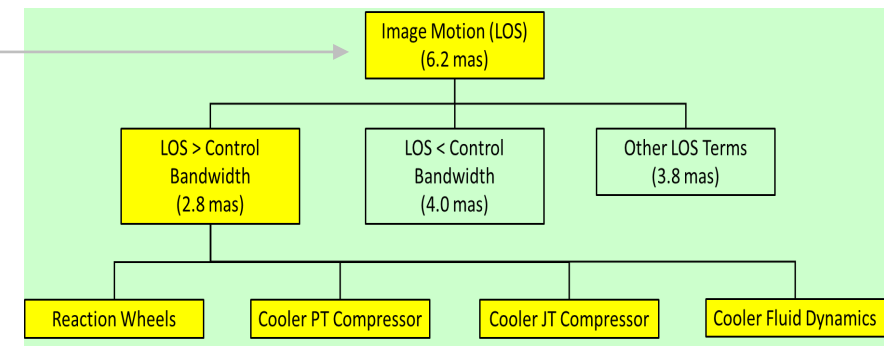 Image Motion (LOS)
(6.2 mas)
LOS > Control
Bandwidth
(2.8 mas)
LOS < Control
Bandwidth
(4.0 mas)
Other LOS Terms
(3.8 mas)
Reaction Wheels
Cooler PT Compressor
Cooler JT Compressor
Cooler Fluid Dynamics